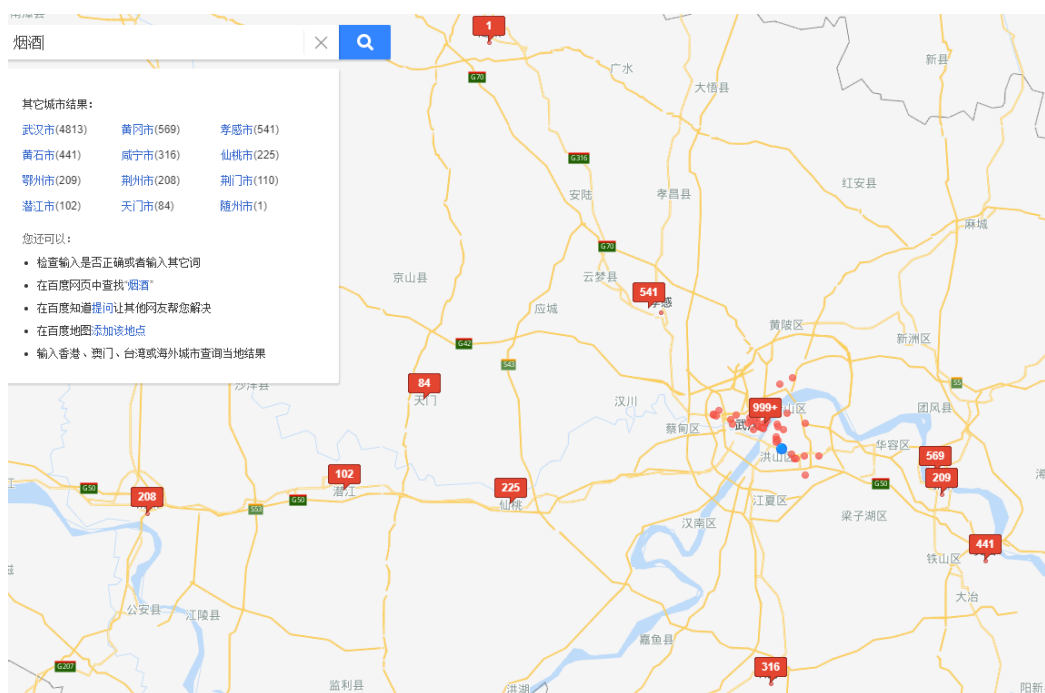 南漳县
1
烟酒
G70
广水
新县
大悟县
其它城市结果：
武汉市(4813) 黄冈市(569) 孝感市(541)
黄石市(441) 咸宁市(316) 仙桃市(225)
鄂州市(209) 荆州市(208) 荆门市(110)
潜江市(102) 天门市(84) 随州市(1)
您还可以：
• 检查输入是否正确或者输入其它词
• 在百度网页中查找"烟酒"
• 在百度知道提问让其他网友帮您解决
• 在百度地图添加该地点
• 输入香港、澳门、台湾或海外城市查询当地结果
G316
安陆
孝昌县
红安县
麻城
G70
京山县
云梦县
541
孝感
应城
黄陂区
新洲区
G42
S43
沙洋县
84
天门
汉川
S5
999+
山区
武
团风县
蔡甸区
华容区
洪山区
569
102
潜江
209
G50
208
G50
225
仙桃
G50
S53
江夏区
梁子湖区
汉南区
441
铁山区
大冶
公安县
江陵县
嘉鱼县
G207
316
监利县
洪湖
阳新